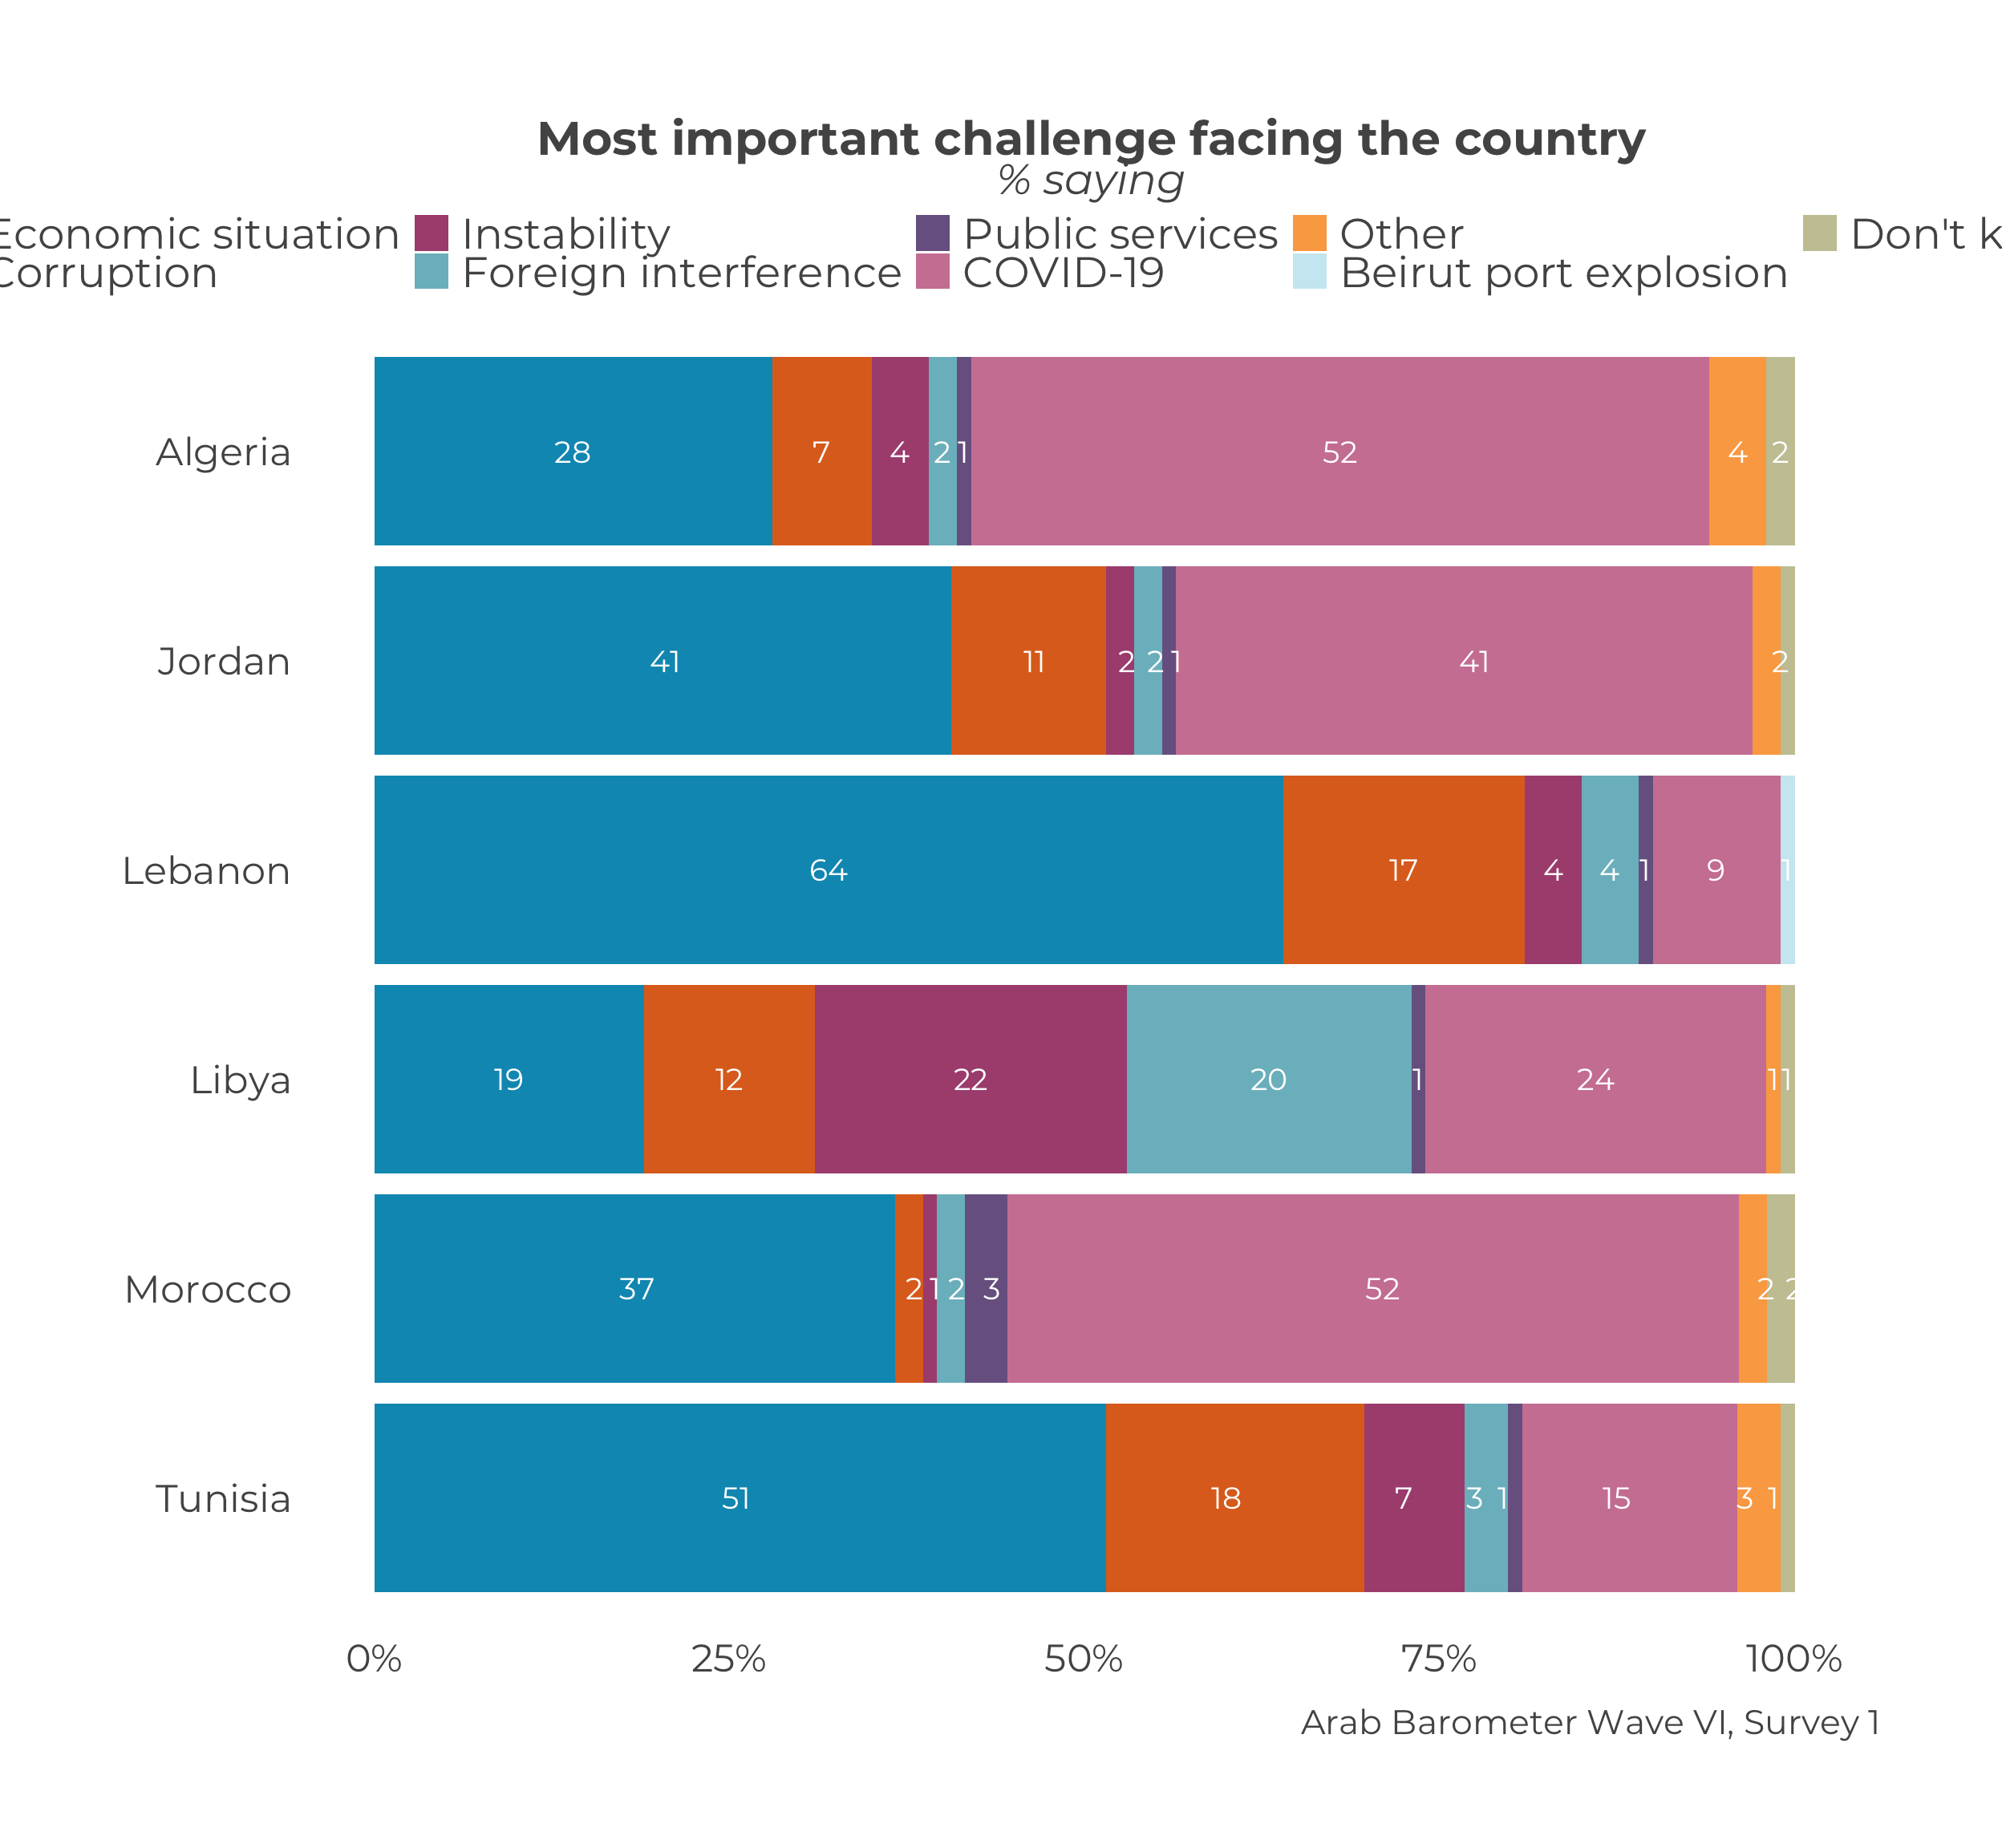 Most important challenge facing the country
% saying
Economic situation Instability Public services Other Don't k
Corruption Foreign interference COVID-19 Beirut port explosion
Algeria 28 7 4 2 1 52 4 2
Jordan 41 11 2 2 1 41 2
Lebanon 64 17 4 4 1 9 1
Libya 19 12 22 20 1 24 1 1
Morocco 37 2 1 2 3 52 2 2
Tunisia 51 18 7 3 1 15 3 1
0% 25% 50% 75% 100%
Arab Barometer Wave VI, Survey 1